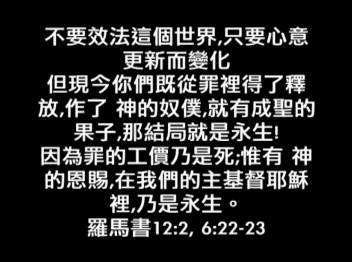 不要效法這個世界,只要心意
更新而變化
但現今你們既從罪裡得了釋
放,作了 神的奴僕,就有成聖的
果子,那結局就是永生!
因為罪的工價乃是死;惟有 神
的恩賜,在我們的主基督耶穌
裡,乃是永生。
羅馬書12:2, 6:22-23